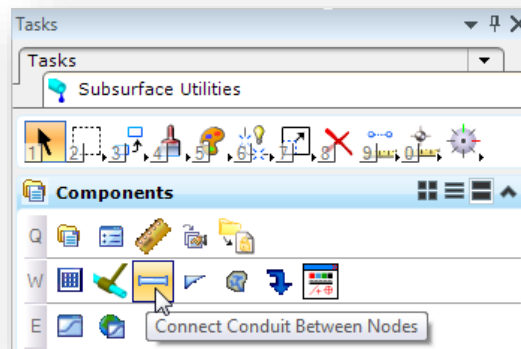 Tasks
Tasks
Subsurface Utilities
1 2 3 4 5 6 7 8 9 0
Components
Q
W
E
Connect Conduit Between Nodes